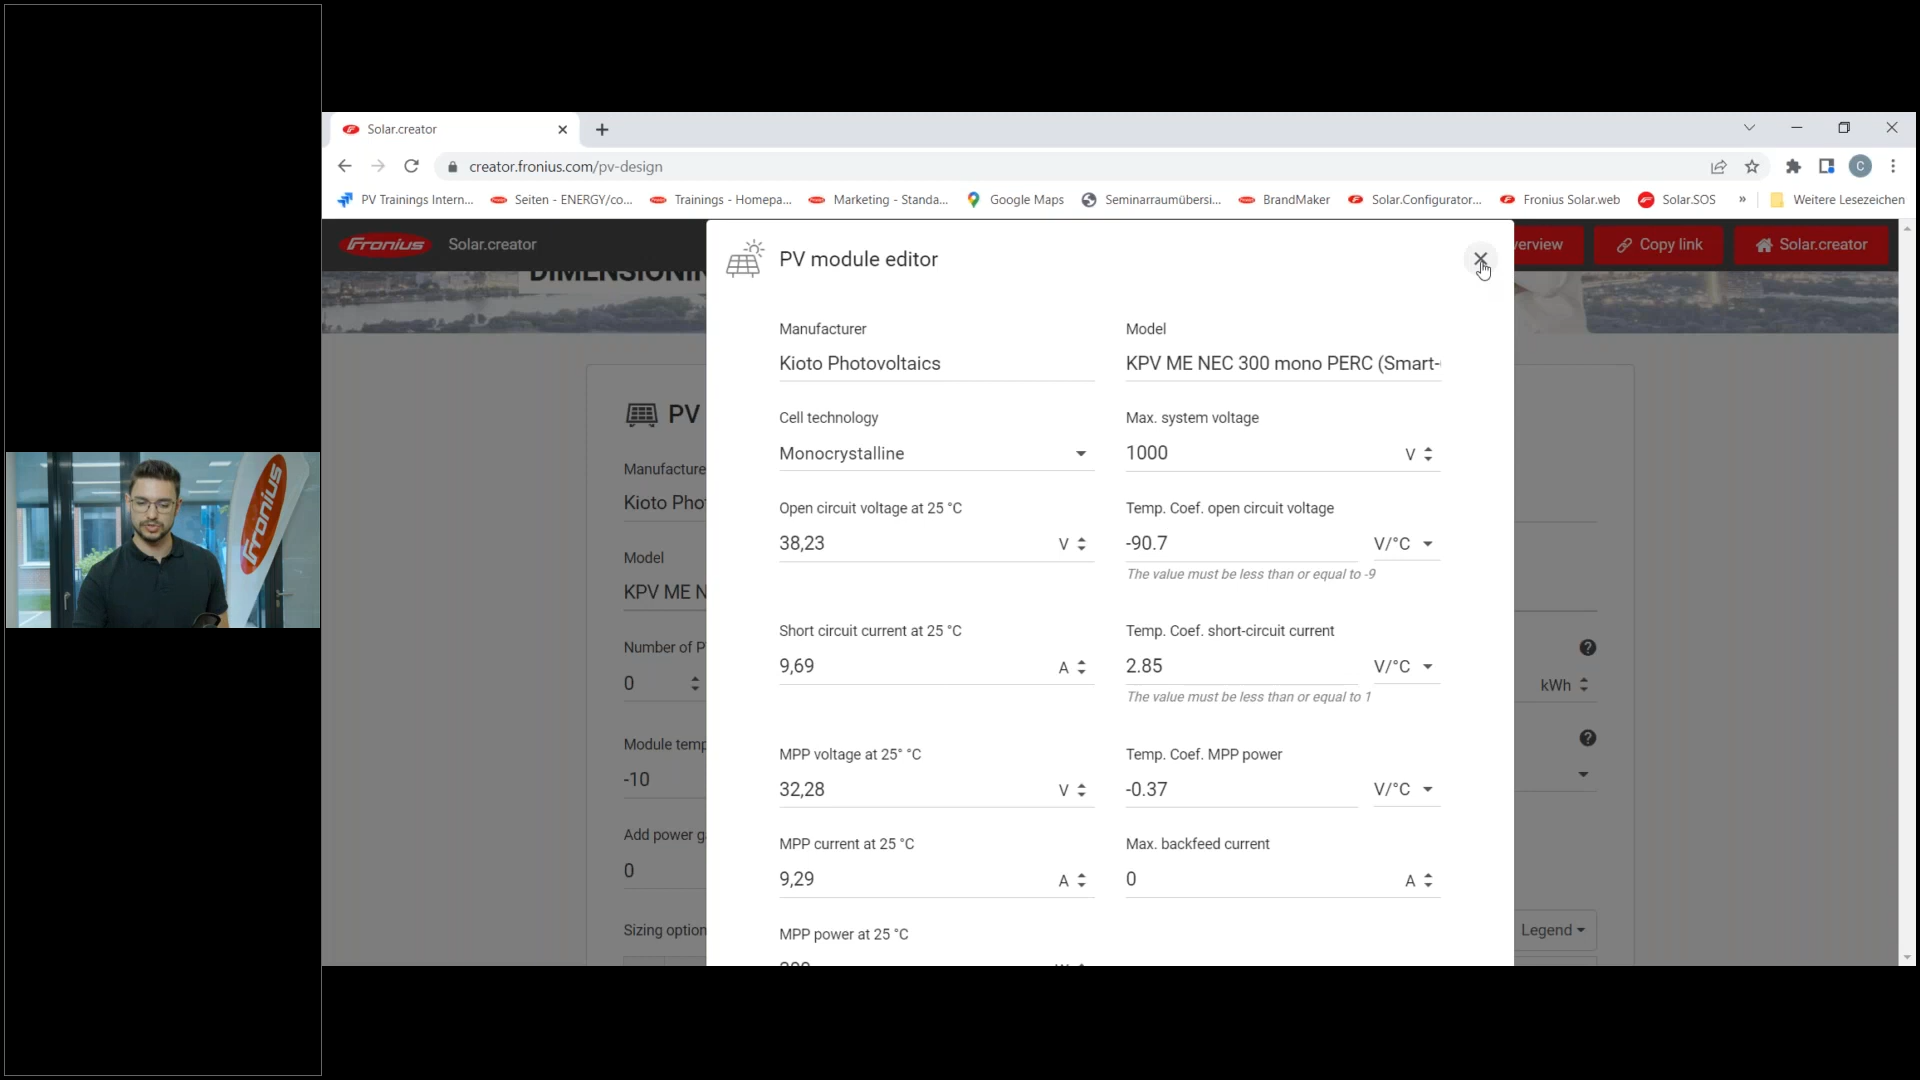 Solar.creator
creator.fronius.com/pv-design
C
PV Trainings Intern...
Seiten - ENERGY/co...
Trainings - Homepa...
Marketing - Standa...
Google Maps
Seminarraumübersi...
BrandMaker
Solar.Configurator...
Fronius Solar.web
Solar.SOS
»
Weitere Lesezeichen
Fronius
Solar.creator
verview
Copy link
Solar.creator
DIMENSIONIN
PV module editor
Manufacturer
Kioto Photovoltaics
Model
KPV ME NEC 300 mono PERC (Smart-
Cell technology
Monocrystalline
Max. system voltage
1000 V
Open circuit voltage at 25 °C
38,23 V
Temp. Coef. open circuit voltage
-90.7 V/°C
The value must be less than or equal to -9
Short circuit current at 25 °C
9,69 A
Temp. Coef. short-circuit current
2.85 V/°C
The value must be less than or equal to 1
MPP voltage at 25° °C
32,28 V
Temp. Coef. MPP power
-0.37 V/°C
MPP current at 25 °C
9,29 A
Max. backfeed current
0 A
MPP power at 25 °C
PV
Manufacture
Kioto Pho
Model
KPV ME N
Number of P
0
kWh
Module temp
-10
Add power g
0
Sizing option
Legend
Fronius